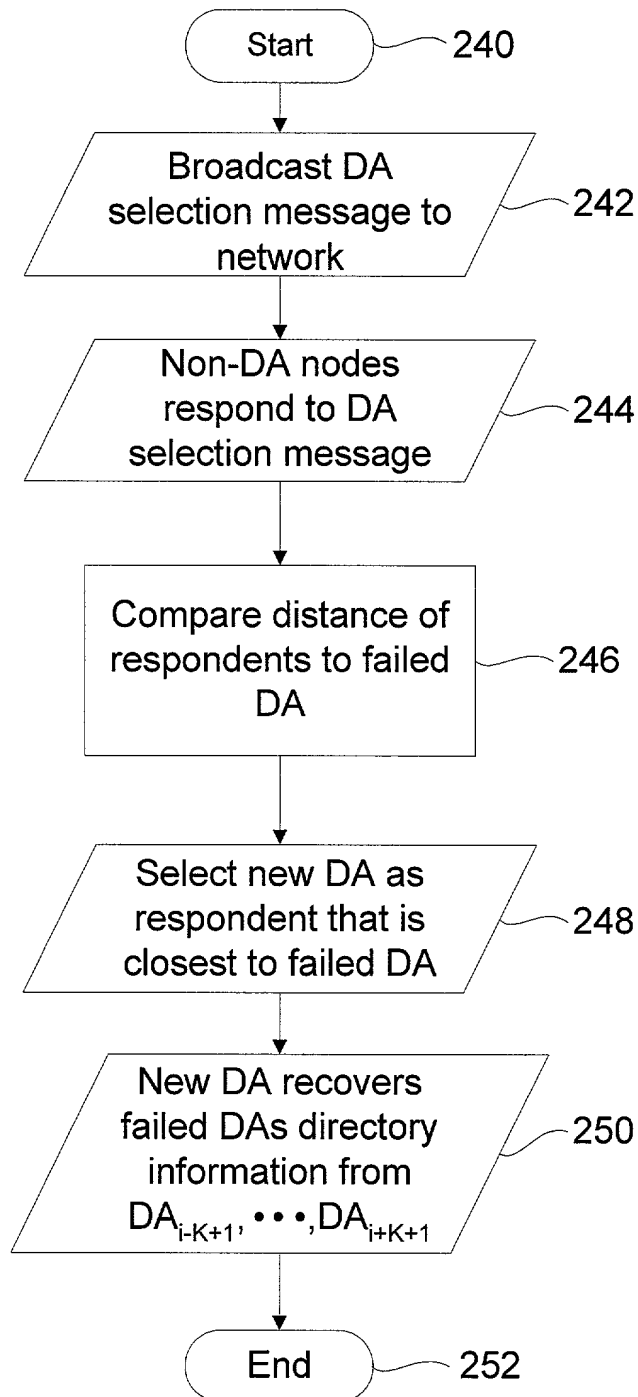 Start
240
Broadcast DA
selection message to
network
242
Non-DA nodes
respond to DA
selection message
244
Compare distance of
respondents to failed
DA
246
Select new DA as
respondent that is
closest to failed DA
248
New DA recovers
failed DAs directory
information from
DAi-K+1, •••,DAi+K+1
250
End
252